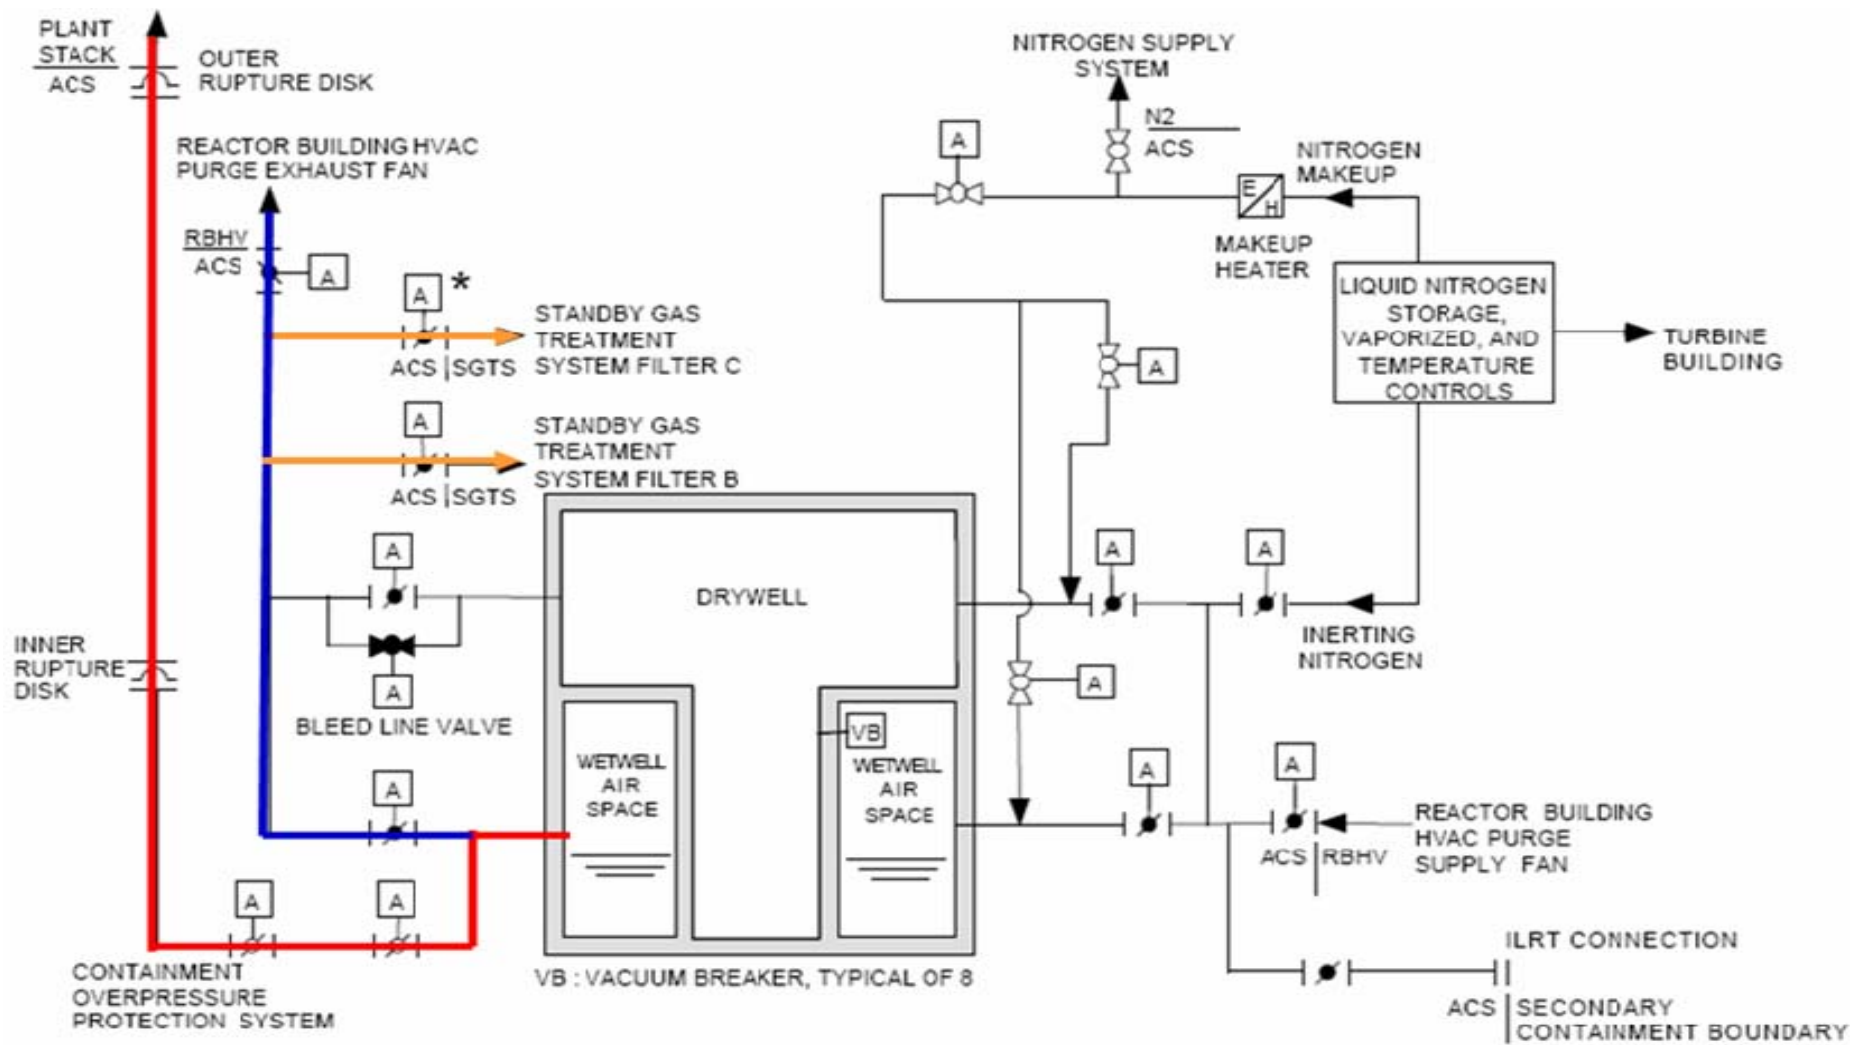 PLANT
STACK
ACS
OUTER
RUPTURE DISK
REACTOR BUILDING HVAC
PURGE EXHAUST FAN
RBHV
ACS
A
A *
STANDBY GAS
TREATMENT
SYSTEM FILTER C
ACS | SGTS
A
STANDBY GAS
TREATMENT
SYSTEM FILTER B
ACS | SGTS
A
A
BLEED LINE VALVE
INNER
RUPTURE
DISK
A
A
A
CONTAINMENT
OVERPRESSURE
PROTECTION SYSTEM
DRYWELL
WETWELL
AIR
SPACE
VB
WETWELL
AIR
SPACE
VB : VACUUM BREAKER, TYPICAL OF 8
NITROGEN SUPPLY
SYSTEM
N2
ACS
A
NITROGEN
MAKEUP
E
H
MAKEUP
HEATER
LIQUID NITROGEN
STORAGE,
VAPORIZED, AND
TEMPERATURE
CONTROLS
TURBINE
BUILDING
A
A
A
INERTING
NITROGEN
A
A
A
REACTOR BUILDING
HVAC PURGE
SUPPLY FAN
ACS | RBHV
ILRT CONNECTION
ACS | SECONDARY
CONTAINMENT BOUNDARY